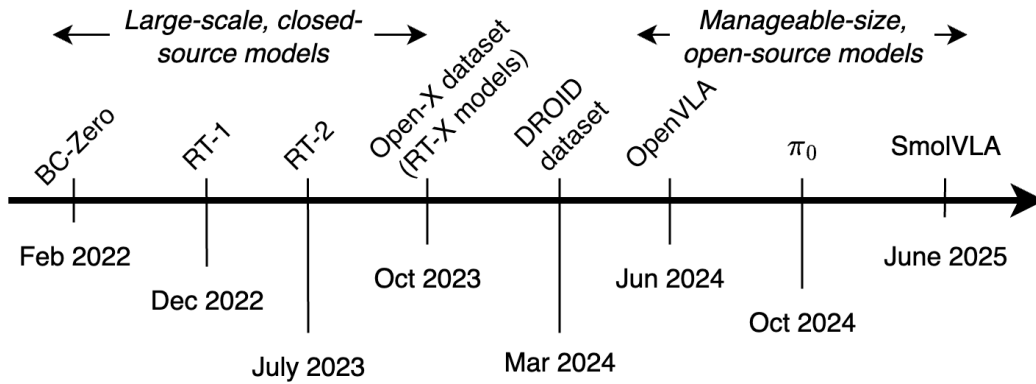 Large-scale, closed-
source models
Manageable-size,
open-source models
BC-Zero
RT-1
RT-2
Open-X dataset
(RT-X models)
DROID
dataset
OpenVLA
π₀
SmolVLA
Feb 2022
Dec 2022
July 2023
Oct 2023
Mar 2024
Jun 2024
Oct 2024
June 2025